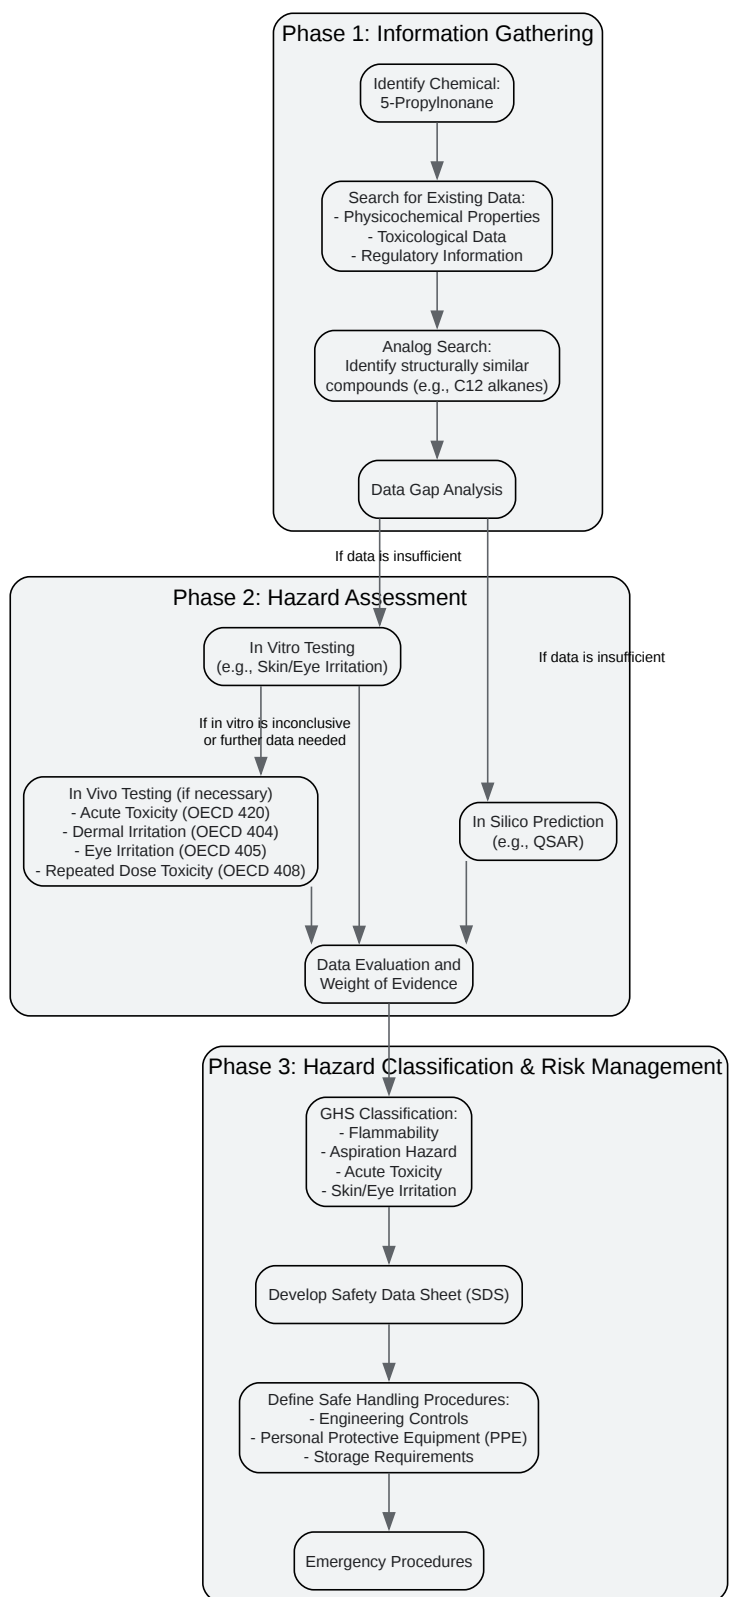 Phase 1: Information Gathering
Identify Chemical:
5-Propylnonane
Search for Existing Data:
- Physicochemical Properties
- Toxicological Data
- Regulatory Information
Analog Search:
Identify structurally similar
compounds (e.g., C12 alkanes)
Data Gap Analysis
If data is insufficient
Phase 2: Hazard Assessment
In Vitro Testing
(e.g., Skin/Eye Irritation)
If data is insufficient
If in vitro is inconclusive
or further data needed
In Vivo Testing (if necessary)
- Acute Toxicity (OECD 420)
- Dermal Irritation (OECD 404)
- Eye Irritation (OECD 405)
- Repeated Dose Toxicity (OECD 408)
In Silico Prediction
(e.g., QSAR)
Data Evaluation and
Weight of Evidence
Phase 3: Hazard Classification & Risk Management
GHS Classification:
- Flammability
- Aspiration Hazard
- Acute Toxicity
- Skin/Eye Irritation
Develop Safety Data Sheet (SDS)
Define Safe Handling Procedures:
- Engineering Controls
- Personal Protective Equipment (PPE)
- Storage Requirements
Emergency Procedures